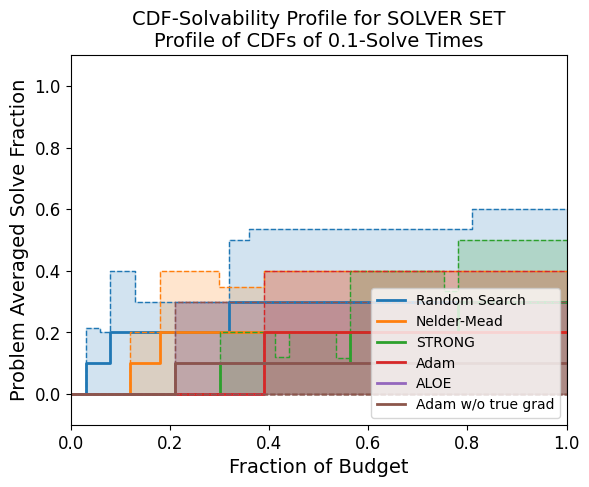 CDF-Solvability Profile for SOLVER SET
Profile of CDFs of 0.1-Solve Times
Problem Averaged Solve Fraction
1.0
0.8
0.6
0.4
0.2
0.0
Random Search
Nelder-Mead
STRONG
Adam
ALOE
Adam w/o true grad
0.0
0.2
0.4
0.6
0.8
1.0
Fraction of Budget